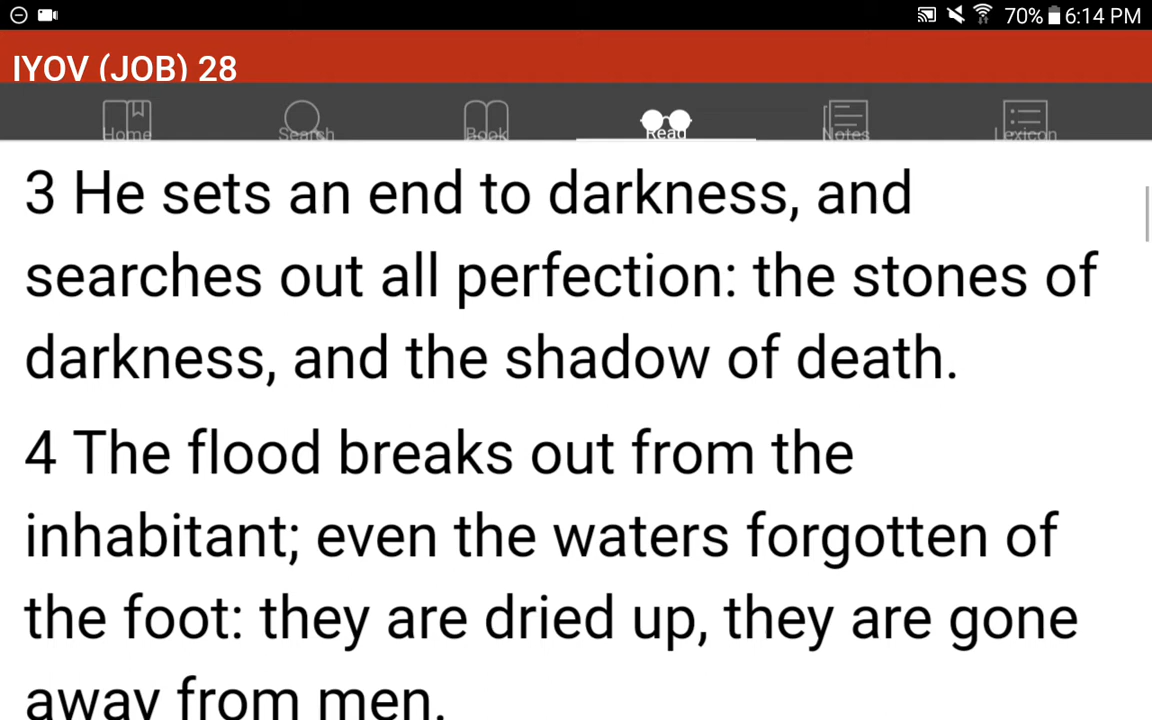 70% 6:14 PM
IYOV (JOB) 28
Home Search Book Read Notes Lexicon
3 He sets an end to darkness, and
searches out all perfection: the stones of
darkness, and the shadow of death.
4 The flood breaks out from the
inhabitant; even the waters forgotten of
the foot: they are dried up, they are gone
away from men.